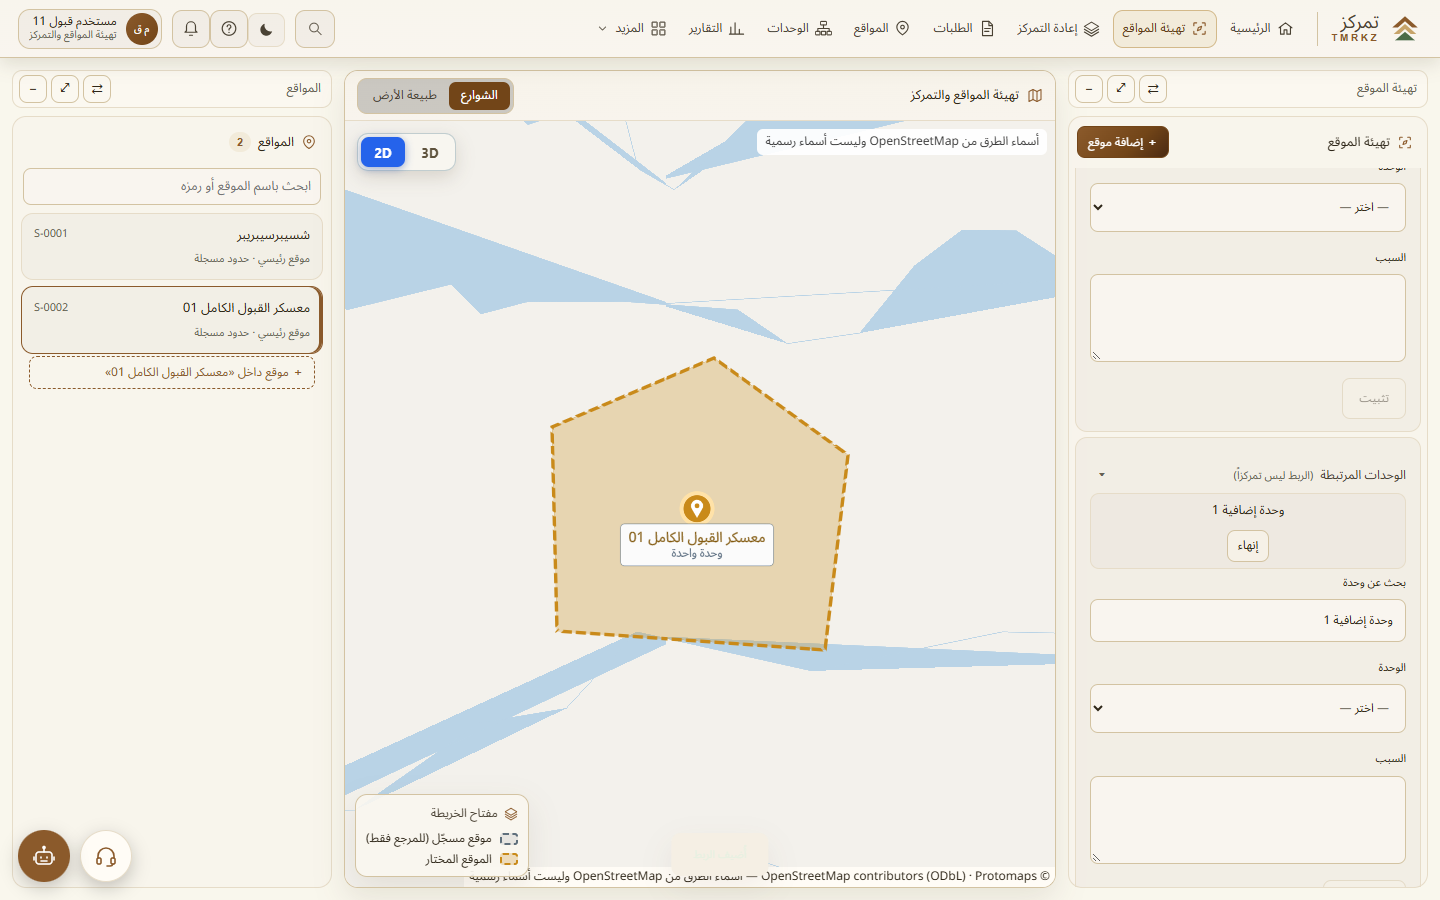 تمركز
TMRKZ
الرئيسية
تهيئة المواقع
إعادة التمركز
الطلبات
المواقع
الوحدات
التقارير
المزيد
م ق
مستخدم قبول 11
تهيئة المواقع والتمركز
تهيئة الموقع
تهيئة الموقع
+ إضافة موقع
الوحدة
— اختر —
السبب
تثبيت
الوحدات المرتبطة (الربط ليس تمركزاً)
وحدة إضافية 1
إنهاء
بحث عن وحدة
وحدة إضافية 1
الوحدة
— اختر —
السبب
تهيئة المواقع والتمركز
الشوارع
طبيعة الأرض
أسماء الطرق من OpenStreetMap وليست أسماء رسمية
2D
3D
معسكر القبول الكامل 01
وحدة واحدة
مفتاح الخريطة
موقع مسجّل (للمرجع فقط)
الموقع المختار
© OpenStreetMap contributors (ODbL) · Protomaps — أسماء الطرق من OpenStreetMap وليست أسماء رسمية
المواقع
المواقع 2
ابحث باسم الموقع أو رمزه
شسيبرسيبريبر
S-0001
موقع رئيسي · حدود مسجلة
معسكر القبول الكامل 01
S-0002
موقع رئيسي · حدود مسجلة
+ موقع داخل «معسكر القبول الكامل 01»